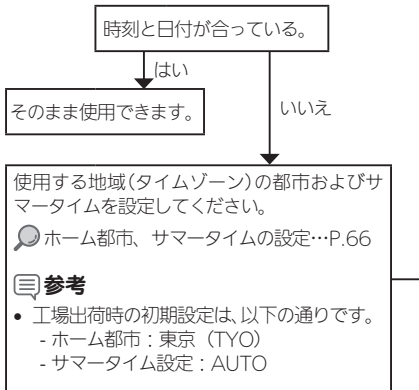 時刻と日付が合っている。
はい
そのまま使用できます。
いいえ
使用する地域（タイムゾーン）の都市およびサ
マータイムを設定してください。
ホーム都市、サマータイムの設定…P.66
参考
• 工場出荷時の初期設定は、以下の通りです。
- ホーム都市：東京（TYO）
- サマータイム設定：AUTO